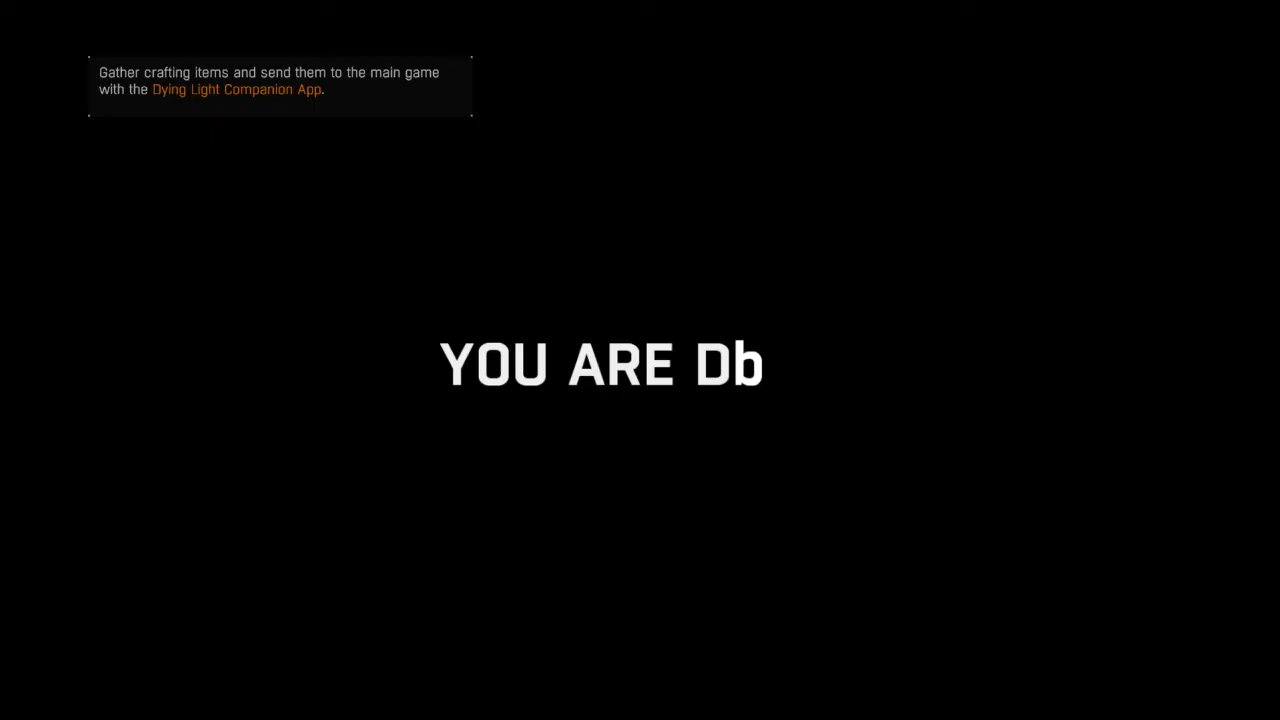 Gather crafting items and send them to the main game
with the Dying Light Companion App.
YOU ARE Db